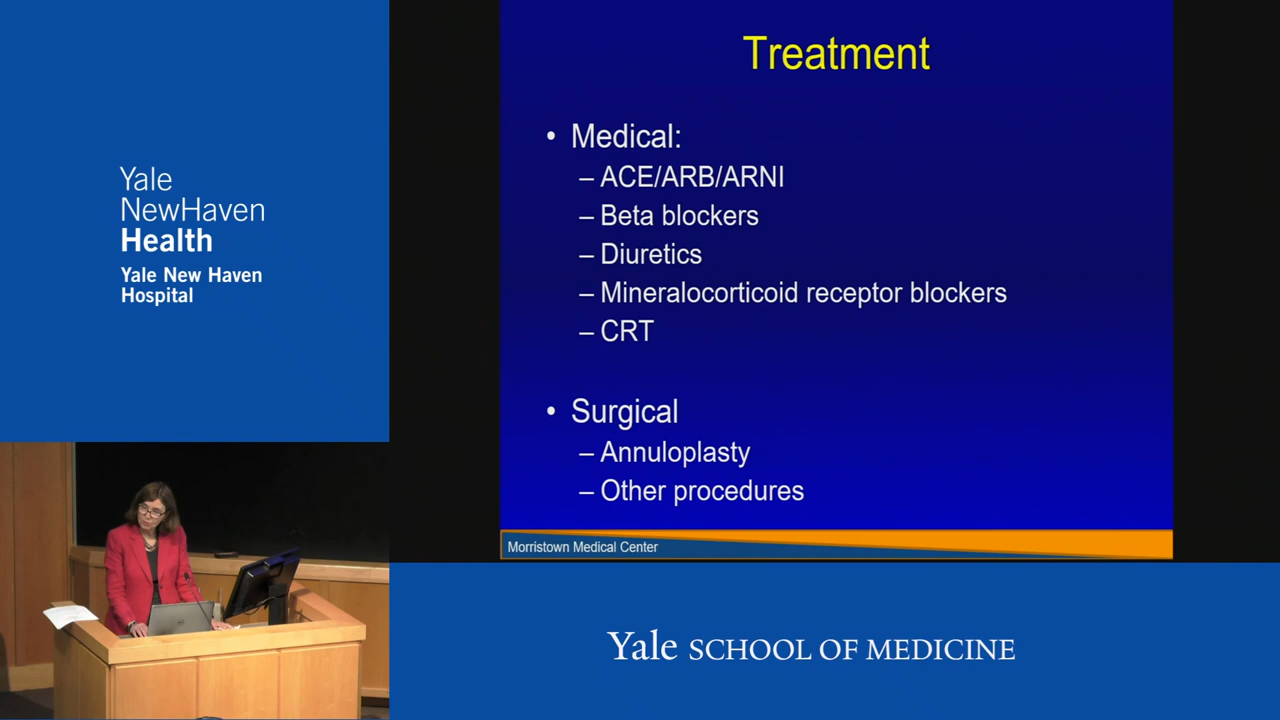 Yale
NewHaven
Health
Yale New Haven
Hospital
Treatment
• Medical:
– ACE/ARB/ARNI
– Beta blockers
– Diuretics
– Mineralocorticoid receptor blockers
– CRT
• Surgical
– Annuloplasty
– Other procedures
Morristown Medical Center
Yale SCHOOL OF MEDICINE